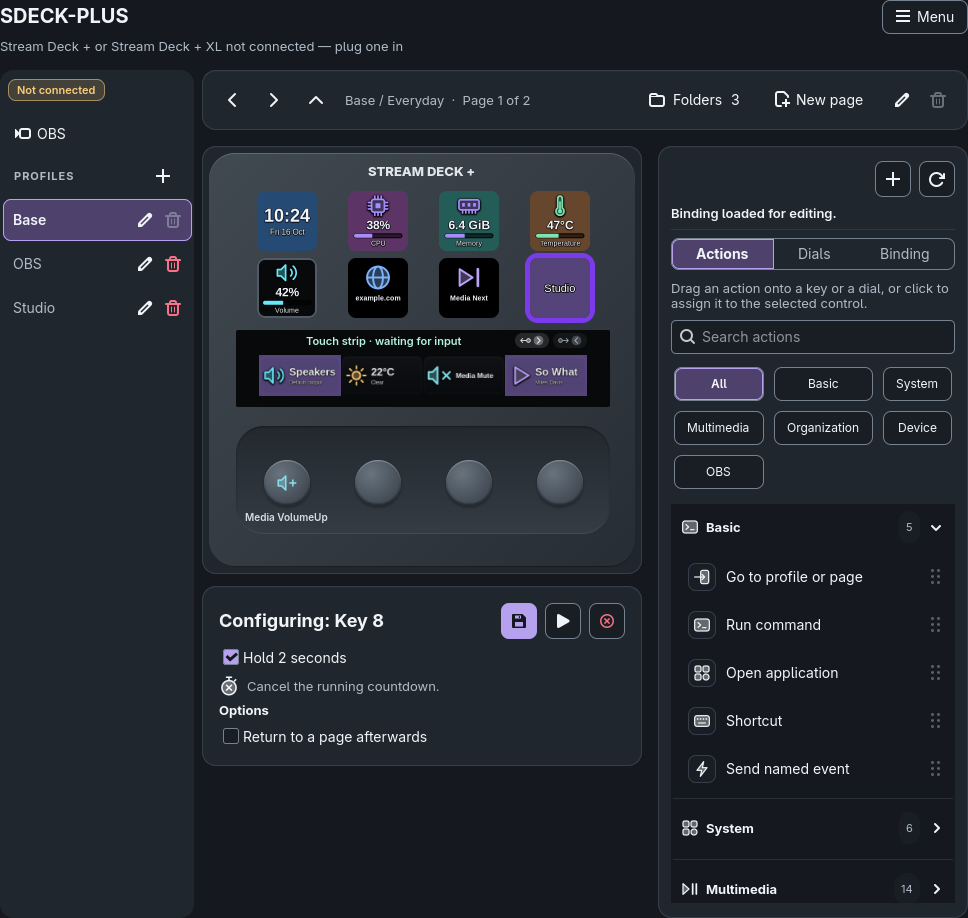 SDECK-PLUS
Menu
Stream Deck + or Stream Deck + XL not connected — plug one in
Not connected
OBS
PROFILES
Base
OBS
Studio
Base / Everyday · Page 1 of 2
Folders 3
New page
STREAM DECK +
10:24
Fri 16 Oct
38%
CPU
6.4 GiB
Memory
47°C
Temperature
42%
Volume
example.com
Media Next
Studio
Touch strip · waiting for input
Speakers
Default output
22°C
Clear
Media Mute
So What
Miles Davis
Media VolumeUp
Configuring: Key 8
Hold 2 seconds
Cancel the running countdown.
Options
Return to a page afterwards
Binding loaded for editing.
Actions
Dials
Binding
Drag an action onto a key or a dial, or click to
assign it to the selected control.
Search actions
All
Basic
System
Multimedia
Organization
Device
OBS
Basic
5
Go to profile or page
Run command
Open application
Shortcut
Send named event
System
6
Multimedia
14